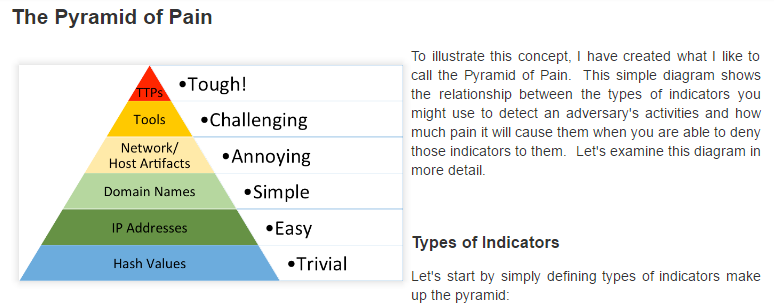 The Pyramid of Pain
TTPs
•Tough!
Tools
•Challenging
Network/
Host Artifacts
•Annoying
Domain Names
•Simple
IP Addresses
•Easy
Hash Values
•Trivial
To illustrate this concept, I have created what I like to
call the Pyramid of Pain. This simple diagram shows
the relationship between the types of indicators you
might use to detect an adversary's activities and how
much pain it will cause them when you are able to deny
those indicators to them. Let's examine this diagram in
more detail.
Types of Indicators
Let's start by simply defining types of indicators make
up the pyramid: